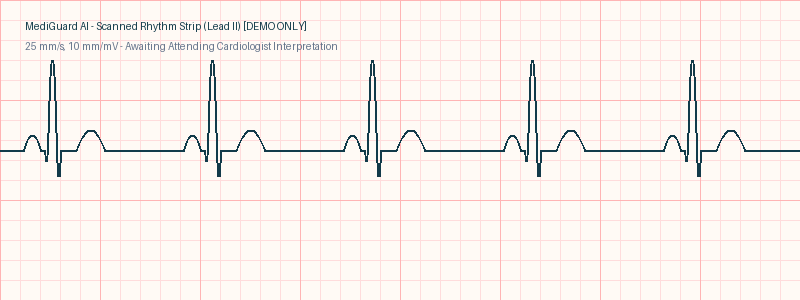 MediGuard AI - Scanned Rhythm Strip (Lead II) [DEMO ONLY]
25 mm/s, 10 mm/mV - Awaiting Attending Cardiologist Interpretation